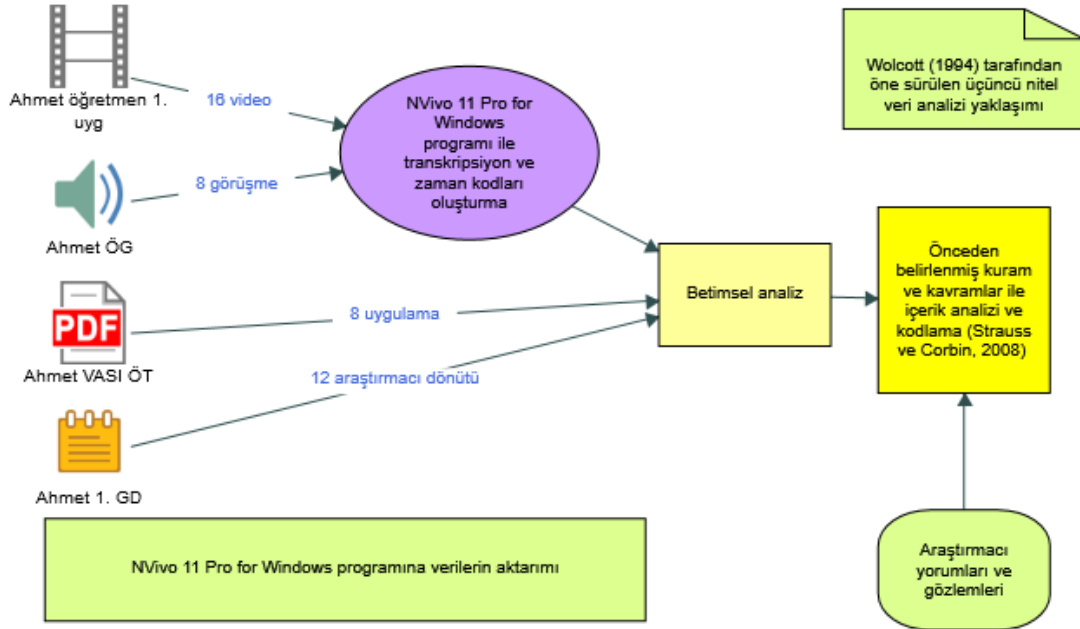 Ahmet öğretmen 1.
uyg
16 video
NVivo 11 Pro for
Windows
programı ile
transkripsiyon ve
zaman kodları
oluşturma
Wolcott (1994) tarafından
öne sürülen üçüncü nitel
veri analizi yaklaşımı
8 görüşme
Ahmet ÖG
PDF
Ahmet VASI ÖT
8 uygulama
Betimsel analiz
Önceden
belirlenmiş kuram
ve kavramlar ile
içerik analizi ve
kodlama (Strauss
ve Corbin, 2008)
12 araştırmacı dönütü
Ahmet 1. GD
NVivo 11 Pro for Windows programına verilerin aktarımı
Araştırmacı
yorumları ve
gözlemleri